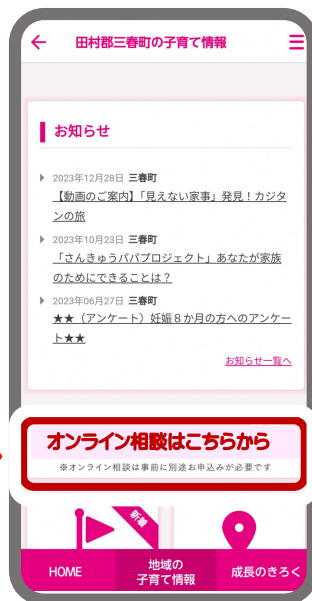 田村郡三春町の子育て情報
お知らせ
2023年12月28日 三春町
【動画のご案内】「見えない家事」発見！カジタ
ンの旅
2023年10月23日 三春町
「さんきゅうパパプロジェクト」あなたが家族
のためにできることは？
2023年06月27日 三春町
★★（アンケート）妊娠８か月の方へのアンケー
ト★★
お知らせ一覧へ
オンライン相談はこちらから
※オンライン相談は事前に別途お申込みが必要です
新着
HOME
地域の
子育て情報
成長のきろく